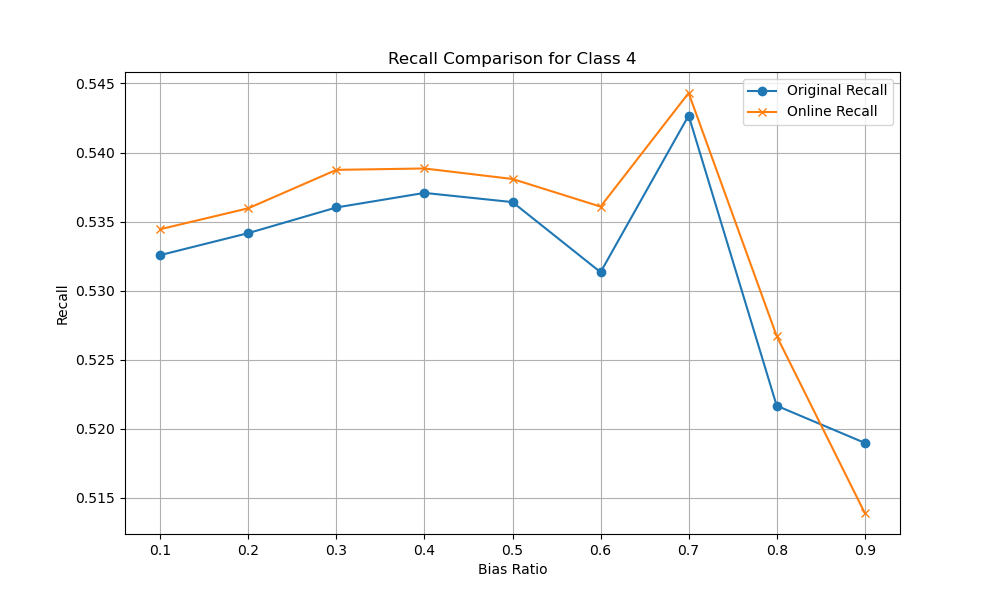 Recall Comparison for Class 4
Original Recall
Online Recall
0.545
0.540
0.535
0.530
0.525
0.520
0.515
Recall
0.1 0.2 0.3 0.4 0.5 0.6 0.7 0.8 0.9
Bias Ratio